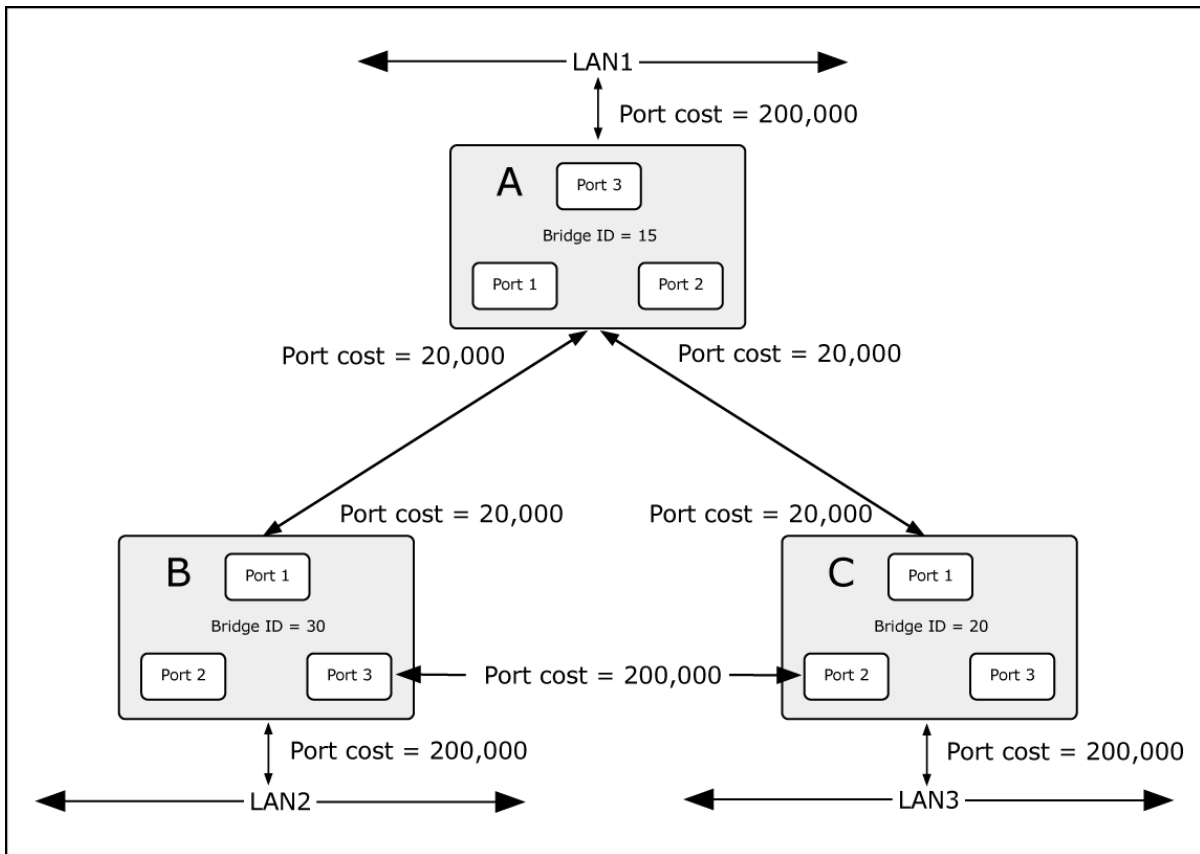 LAN1
Port cost = 200,000
A
Port 3
Bridge ID = 15
Port 1
Port 2
Port cost = 20,000
Port cost = 20,000
Port cost = 20,000
Port cost = 20,000
B
Port 1
Bridge ID = 30
Port 2
Port 3
C
Port 1
Bridge ID = 20
Port 2
Port 3
Port cost = 200,000
Port cost = 200,000
LAN2
Port cost = 200,000
LAN3